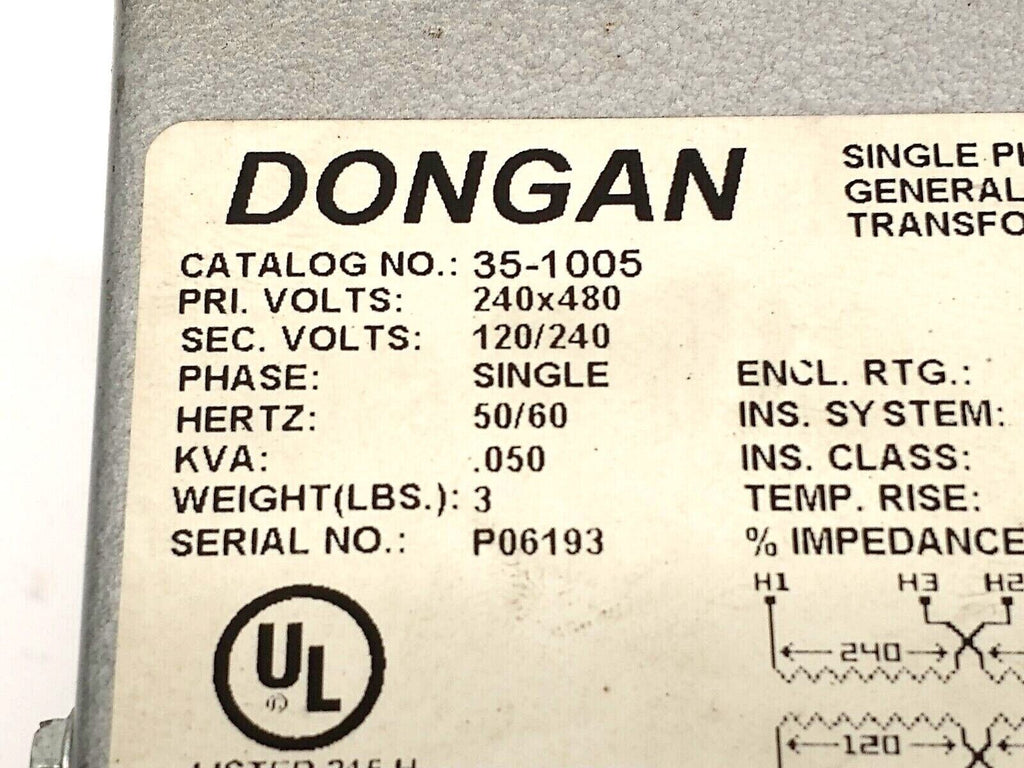 DONGAN
SINGLE
GENERAL
CATALOG NO.: 35-1005
PRI. VOLTS: 240x480
SEC. VOLTS: 120/240
PHASE: SINGLE
HERTZ: 50/60
KVA: .050
WEIGHT(LBS.): 3
SERIAL NO.: P06193
ENCL. RTG.:
INS. SYSTEM:
INS. CLASS:
TEMP. RISE:
% IMPEDANCE
H1 H3 H2
240
120
UL
LISTED 215 H